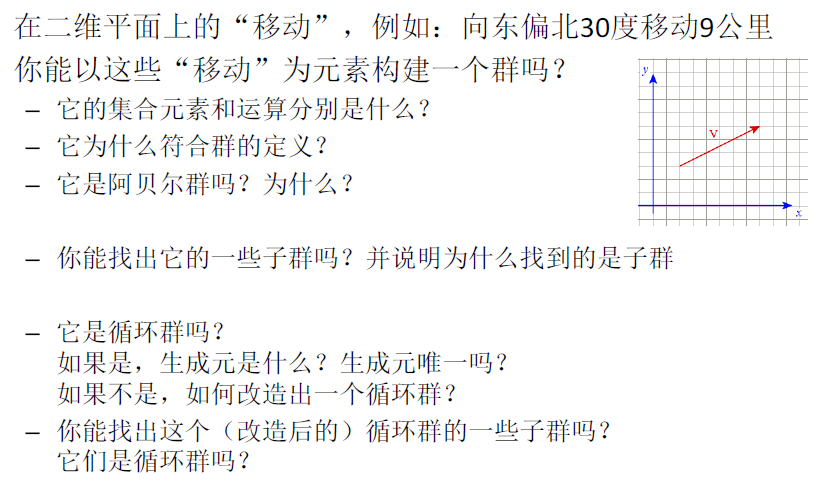 在二维平面上的“移动”，例如：向东偏北30度移动9公里
你能以这些“移动”为元素构建一个群吗？
– 它的集合元素和运算分别是什么？
– 它为什么符合群的定义？
– 它是阿贝尔群吗？为什么？
y
V
x
– 你能找出它的一些子群吗？并说明为什么找到的是子群
– 它是循环群吗？
如果是，生成元是什么？生成元唯一吗？
如果不是，如何改造出一个循环群？
– 你能找出这个（改造后的）循环群的一些子群吗？
它们是循环群吗？